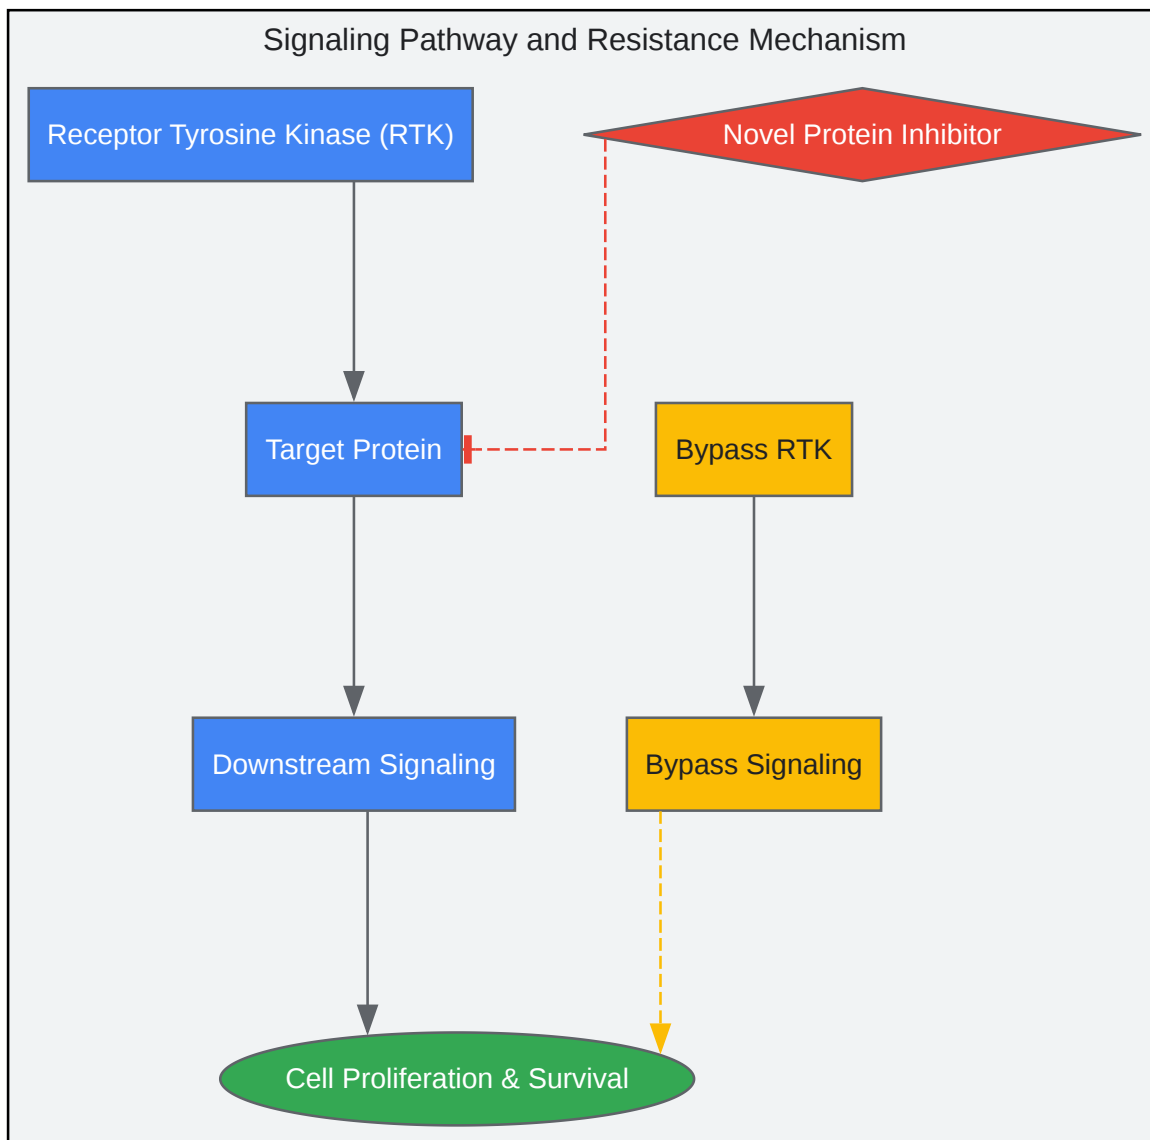 Signaling Pathway and Resistance Mechanism
Receptor Tyrosine Kinase (RTK)
Novel Protein Inhibitor
Target Protein
Bypass RTK
Downstream Signaling
Bypass Signaling
Cell Proliferation & Survival